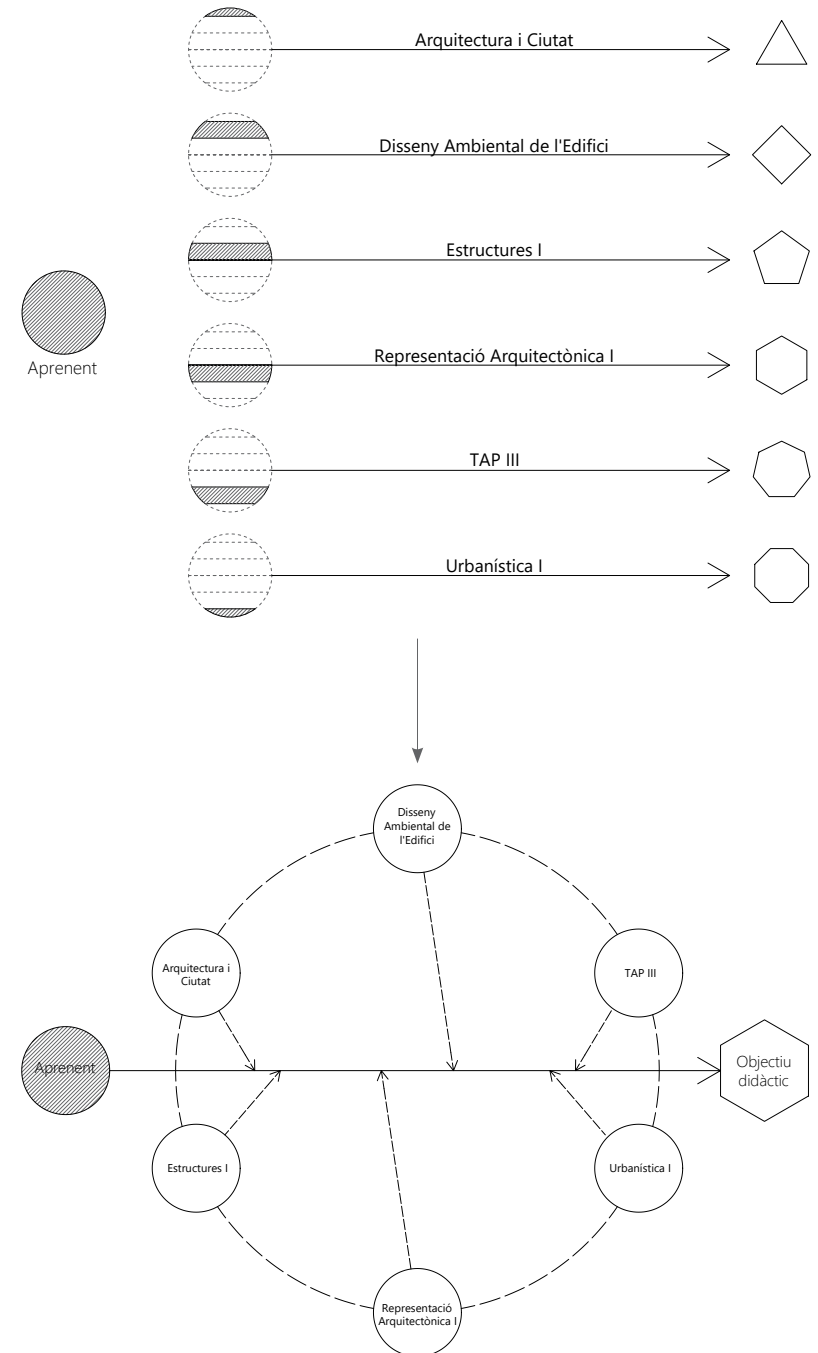 Arquitectura i Ciutat
Disseny Ambiental de l'Edifici
Estructures I
Aprenent
Representació Arquitectònica I
TAP III
Urbanística I
Disseny
Ambiental de
l'Edifici
Arquitectura i
Ciutat
TAP III
Aprenent
Objectiu
didàctic
Estructures I
Urbanística I
Representació
Arquitectònica I